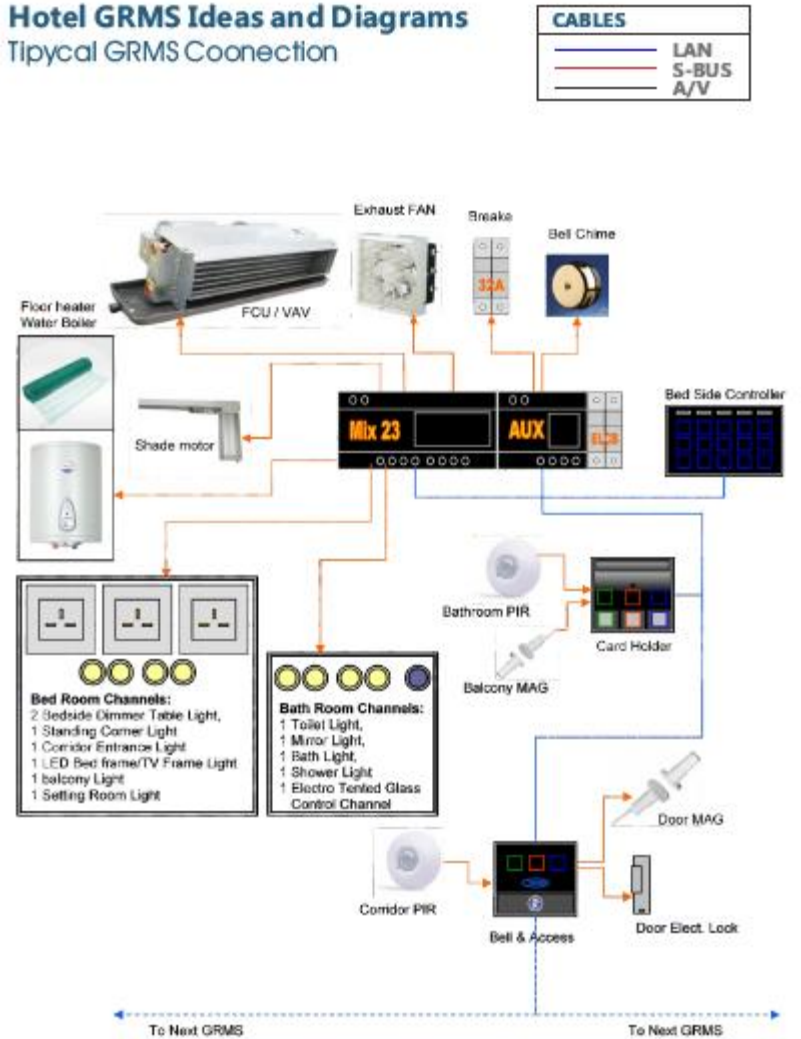 Hotel GRMS Ideas and Diagrams
Tipycal GRMS Coonection
CABLES
LAN
S-BUS
A/V
Exhaust FAN
Breake
Bell Chime
32A
FCU / VAV
Floor heater
Water Boiler
Shade motor
Mix 23
AUX
ELCB
Bed Side Controller
Bathroom PIR
Balcony MAG
Card Holder
Bed Room Channels:
2 Bedside Dimmer Table Light,
1 Standing Corner Light
1 Corridor Entrance Light
1 LED Bed frame/TV Frame Light
1 balcony Light
1 Setting Room Light
Bath Room Channels:
1 Toilet Light,
1 Mirror Light,
1 Bath Light,
1 Shower Light
1 Electro Tented Glass
Control Channel
Door MAG
Corridor PIR
Bell & Access
Door Elect. Lock
To Next GRMS
To Next GRMS